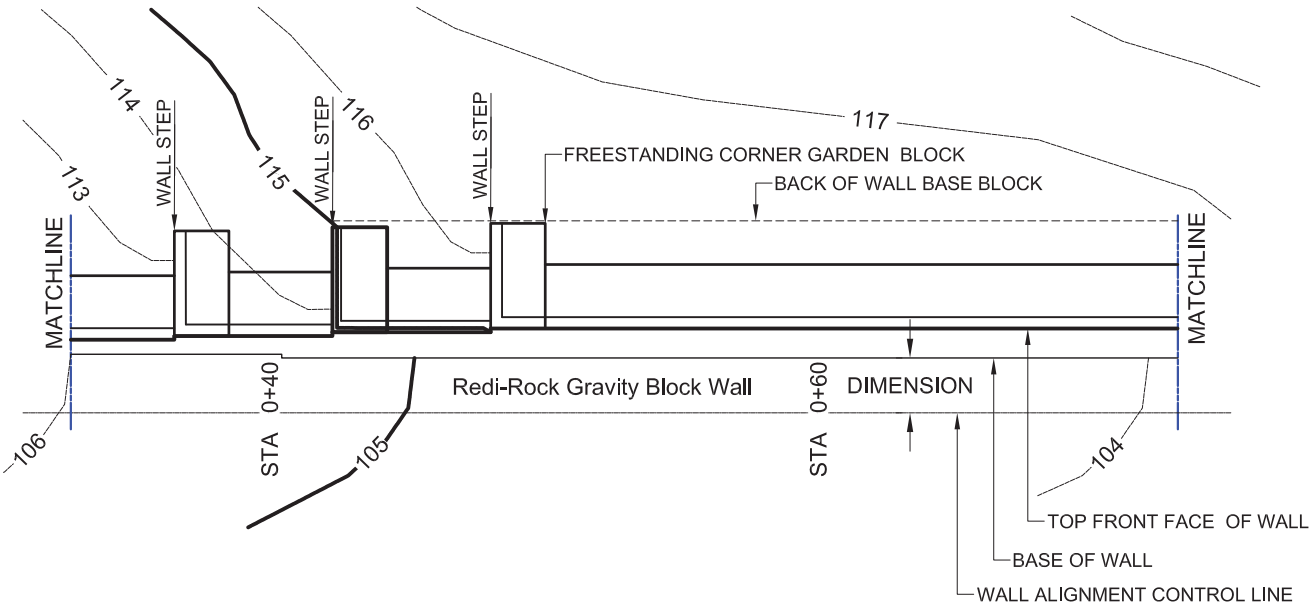 113
114
115
116
117
WALL STEP
WALL STEP
WALL STEP
FREESTANDING CORNER GARDEN  BLOCK
BACK OF WALL BASE BLOCK
MATCHLINE
MATCHLINE
STA  0+40
Redi-Rock Gravity Block Wall
STA  0+60
DIMENSION
106
105
104
TOP FRONT FACE  OF WALL
BASE OF WALL
WALL ALIGNMENT CONTROL LINE